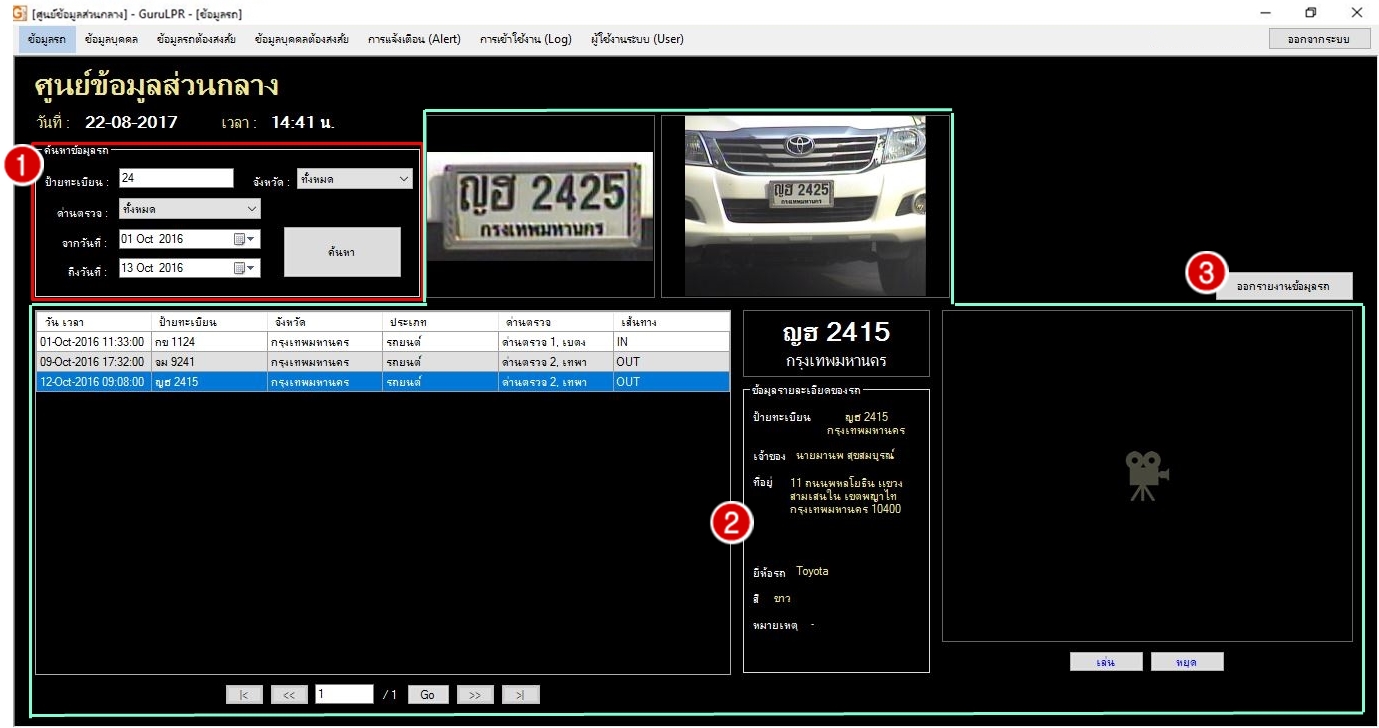 [ศูนย์ข้อมูลส่วนกลาง] - GuruLPR - [ข้อมูลรถ]
ข้อมูลรถ ข้อมูลบุคคล ข้อมูลรถต้องสงสัย ข้อมูลบุคคลต้องสงสัย การแจ้งเตือน (Alert) การเข้าใช้งาน (Log) ผู้ใช้งานระบบ (User) ออกจากระบบ
ศูนย์ข้อมูลส่วนกลาง
วันที่ : 22-08-2017 เวลา : 14:41 น.
1
ค้นหาข้อมูลรถ
ป้ายทะเบียน : 24 จังหวัด : ทั้งหมด
ด่านตรวจ : ทั้งหมด
จากวันที่ : 01 Oct 2016
ถึงวันที่ : 13 Oct 2016
ค้นหา
ญฮ 2425
กรุงเทพมหานคร
ญฮ 2425
กรุงเทพมหานคร
3
ออกรายงานข้อมูลรถ
วัน เวลา ป้ายทะเบียน จังหวัด ประเภท ด่านตรวจ เส้นทาง
01-Oct-2016 11:33:00 กข 1124 กรุงเทพมหานคร รถยนต์ ด่านตรวจ 1, เบตง IN
09-Oct-2016 17:32:00 จม 9241 กรุงเทพมหานคร รถยนต์ ด่านตรวจ 2, เทพา OUT
12-Oct-2016 09:08:00 ญฮ 2415 กรุงเทพมหานคร รถยนต์ ด่านตรวจ 2, เทพา OUT
ญฮ 2415
กรุงเทพมหานคร
ข้อมูลรายละเอียดของรถ
ป้ายทะเบียน ญฮ 2415
กรุงเทพมหานคร
เจ้าของ นายมานพ สุขสมบูรณ์
ที่อยู่ 11 ถนนพหลโยธิน แขวง
สามเสนใน เขตพญาไท
กรุงเทพมหานคร 10400
2
ยี่ห้อรถ Toyota
สี ขาว
หมายเหตุ -
เล่น หยุด
|< << 1 / 1 Go >> >|